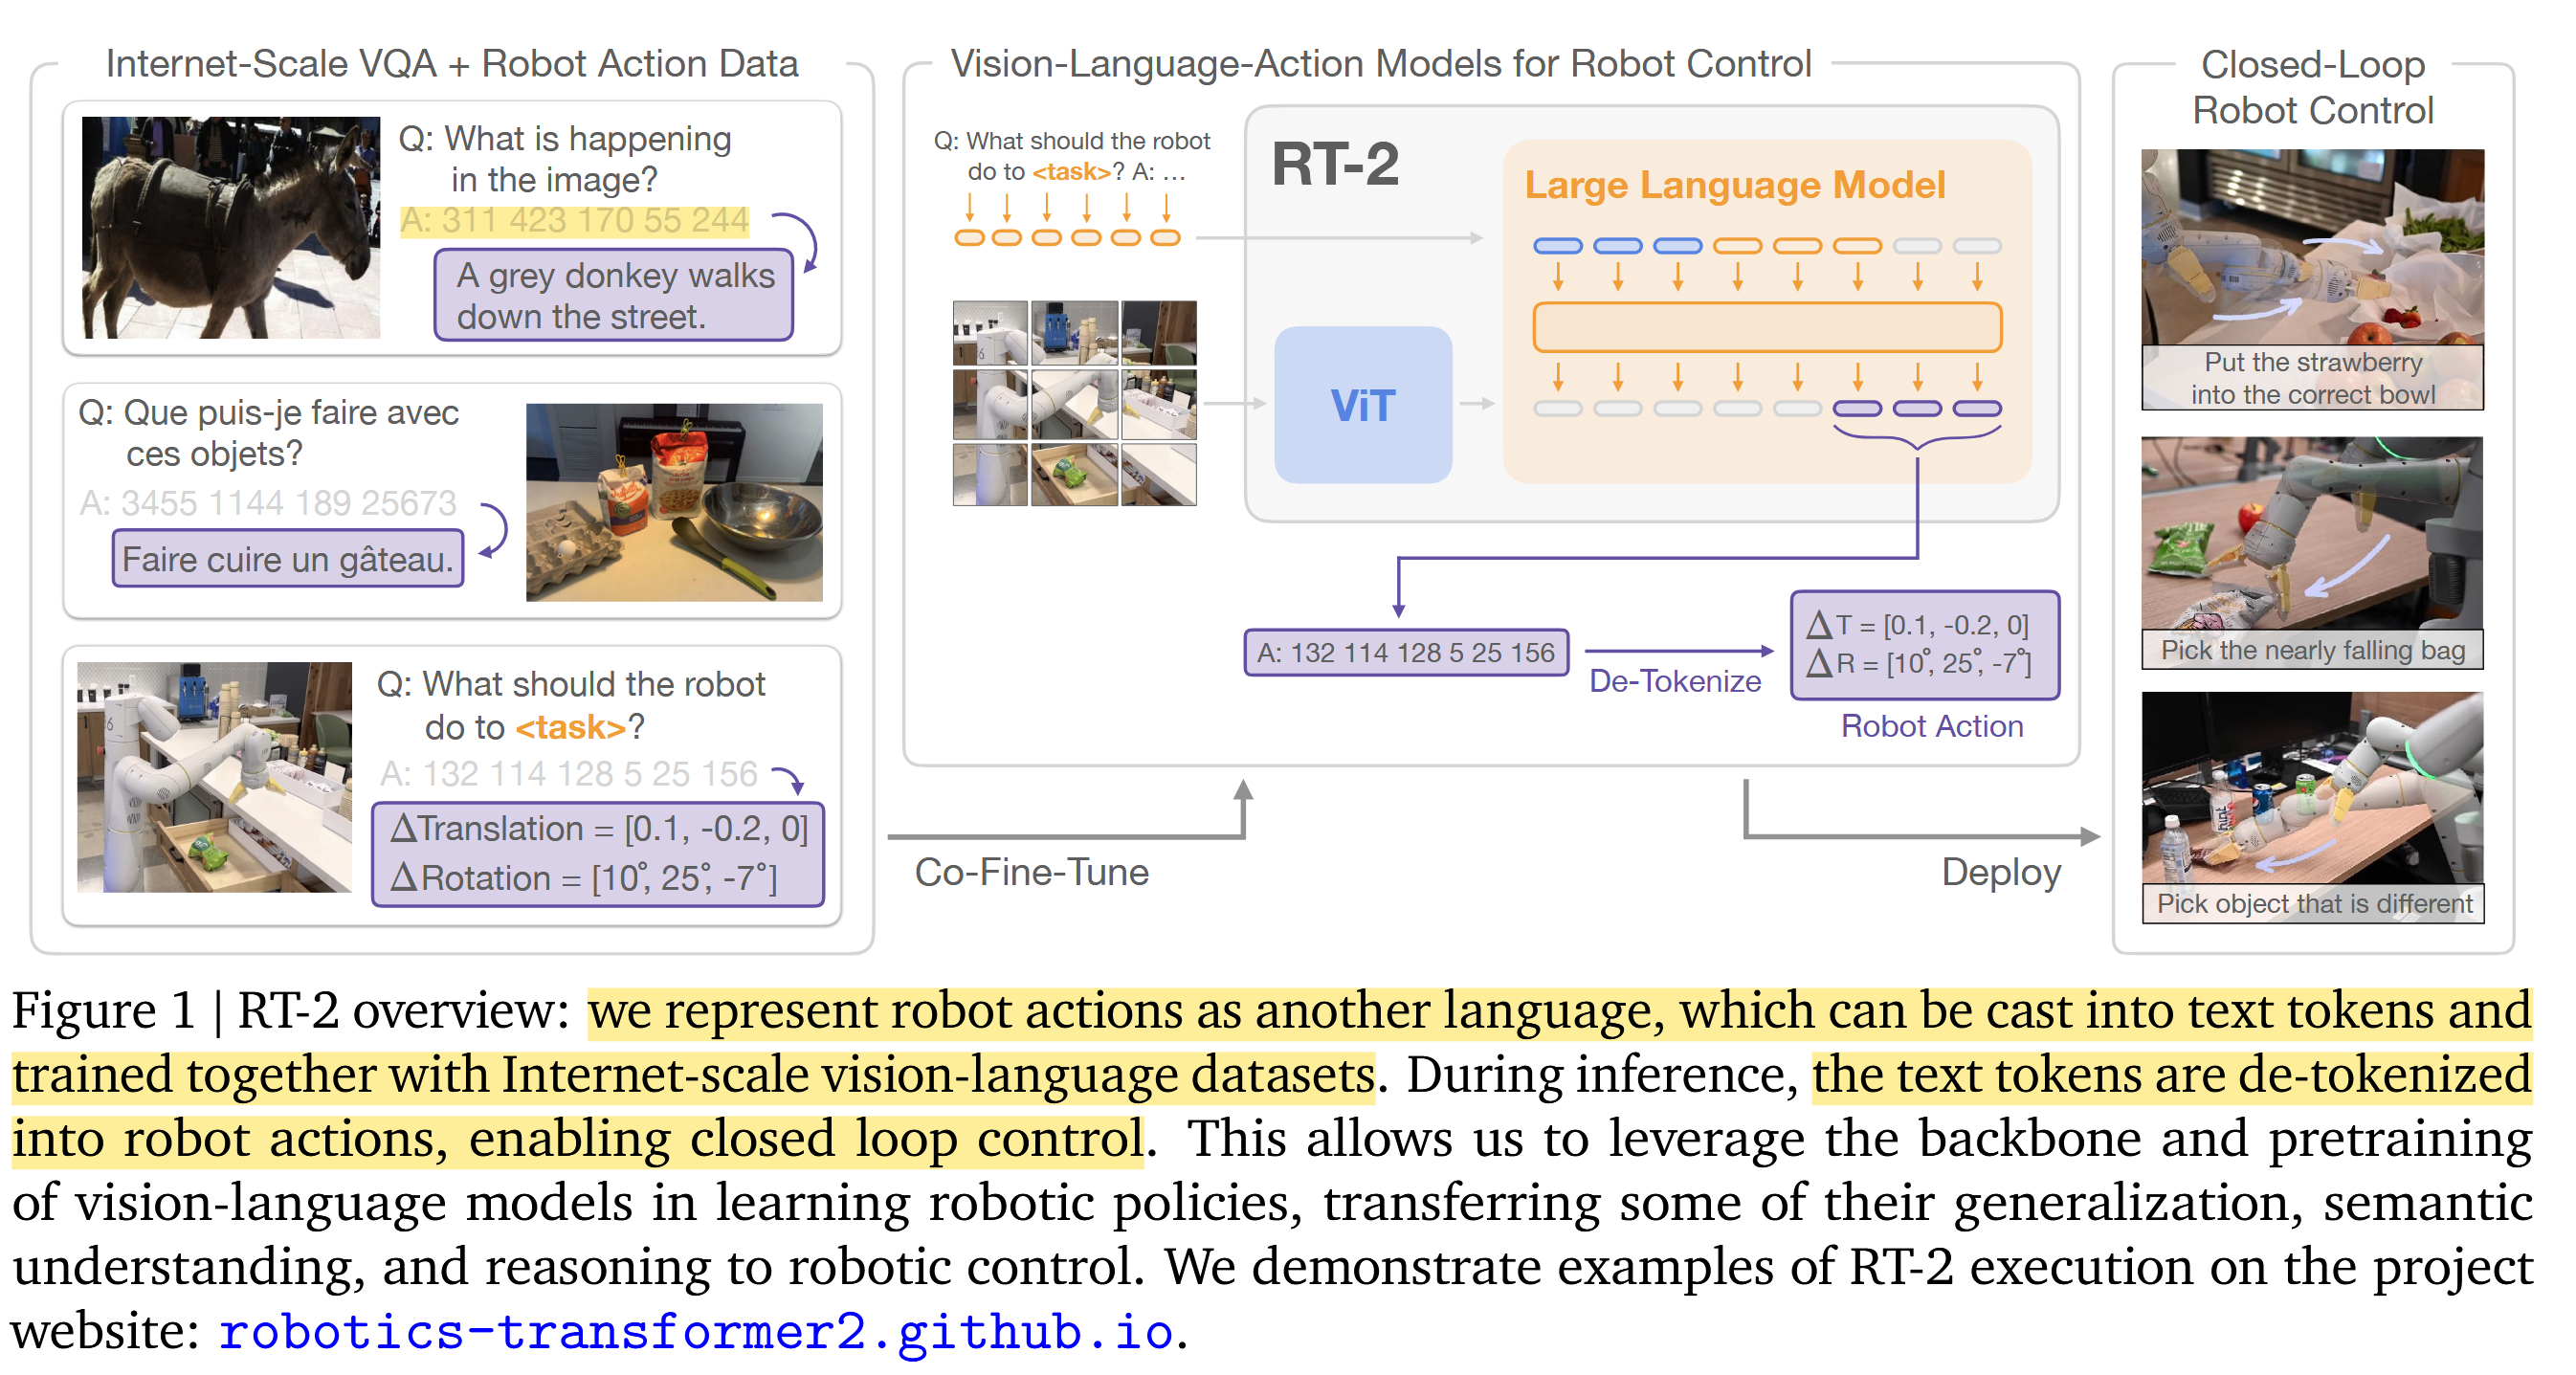 Internet-Scale VQA + Robot Action Data
Q: What is happening
in the image?
A: 311 423 170 55 244
A grey donkey walks
down the street.
Q: Que puis-je faire avec
ces objets?
A: 3455 1144 189 25673
Faire cuire un gâteau.
Q: What should the robot
do to <task>?
A: 132 114 128 5 25 156
ΔTranslation = [0.1, -0.2, 0]
ΔRotation = [10°, 25°, -7°]
Co-Fine-Tune
Vision-Language-Action Models for Robot Control
Q: What should the robot
do to <task>? A: ...
RT-2
Large Language Model
ViT
A: 132 114 128 5 25 156
De-Tokenize
ΔT = [0.1, -0.2, 0]
ΔR = [10°, 25°, -7°]
Robot Action
Deploy
Closed-Loop
Robot Control
Put the strawberry
into the correct bowl
Pick the nearly falling bag
Pick object that is different
Figure 1 | RT-2 overview: we represent robot actions as another language, which can be cast into text tokens and
trained together with Internet-scale vision-language datasets. During inference, the text tokens are de-tokenized
into robot actions, enabling closed loop control. This allows us to leverage the backbone and pretraining
of vision-language models in learning robotic policies, transferring some of their generalization, semantic
understanding, and reasoning to robotic control. We demonstrate examples of RT-2 execution on the project
website: robotics-transformer2.github.io.